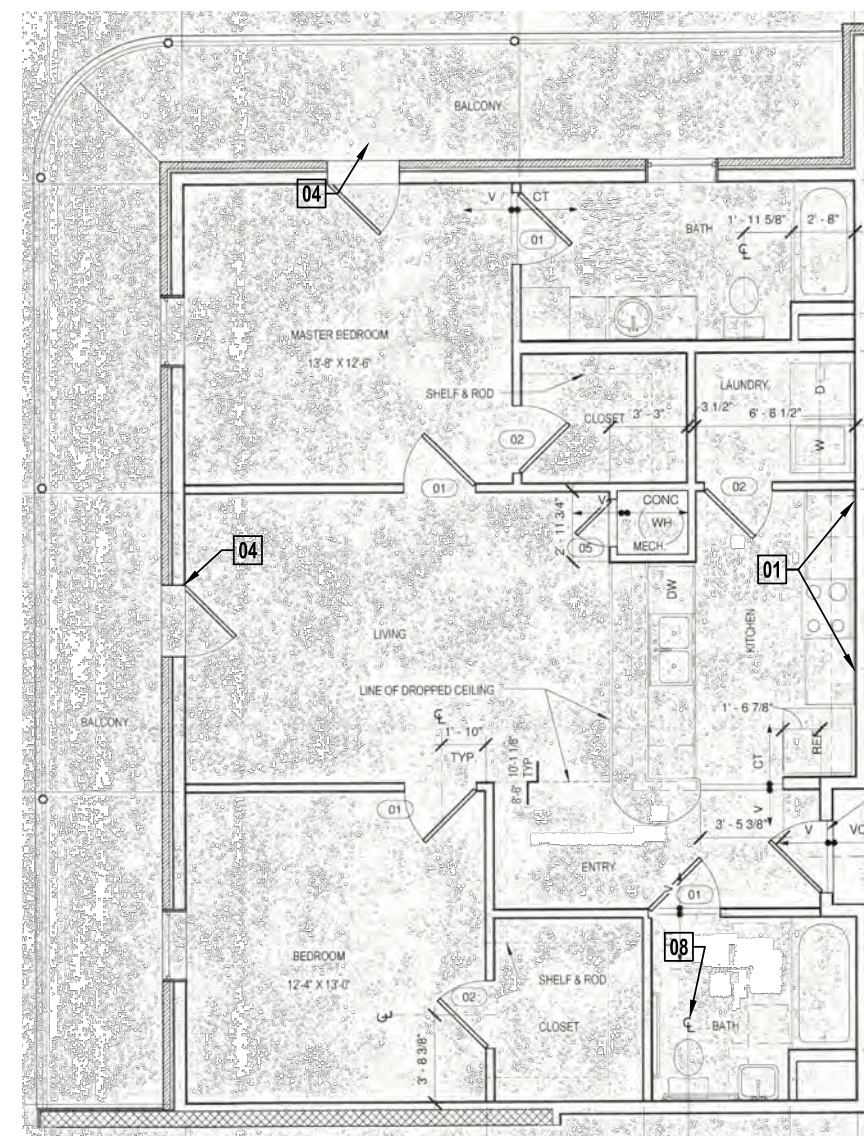 BALCONY
04
V
CT
01
BATH
1' - 11 5/8"
2' - 8"
MASTER BEDROOM
13'-8" X 12'-6"
SHELF & ROD
CLOSET
3' - 3"
3 1/2"
LAUNDRY
6' - 8 1/2"
D
W
02
01
02
2' 11 3/4"
V
CONC
WH
MECH.
05
04
01
DW
KITCHEN
LIVING
LINE OF DROPPED CEILING
BALCONY
1' - 10"
TYP
8'-6"
10'-1 1/8"
TYP
1' - 6 7/8"
REF
CT
V
3' - 5 3/8"
V
VC
01
ENTRY
V
01
BEDROOM
12'-4" X 13'-0"
08
SHELF & ROD
02
CLOSET
BATH
3' - 8 3/8"